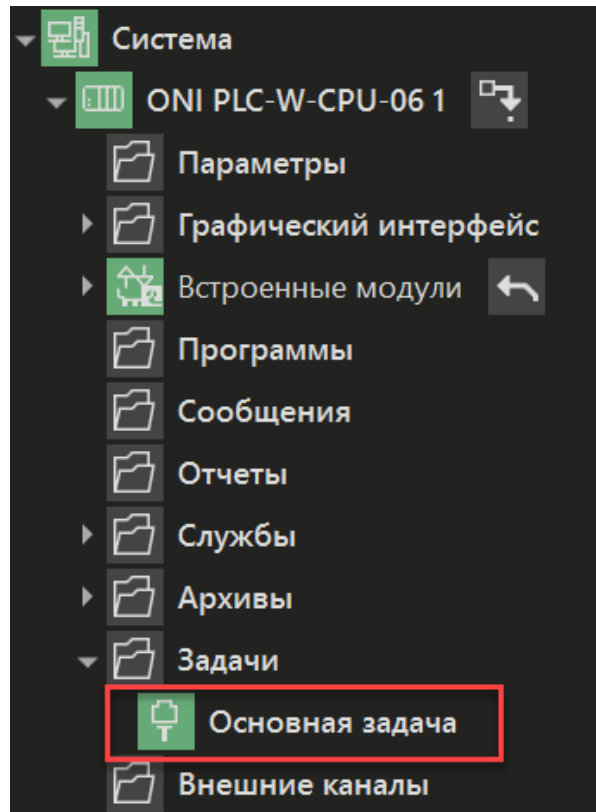 Система
ONI PLC-W-CPU-06 1
Параметры
Графический интерфейс
Встроенные модули
Программы
Сообщения
Отчеты
Службы
Архивы
Задачи
Основная задача
Внешние каналы